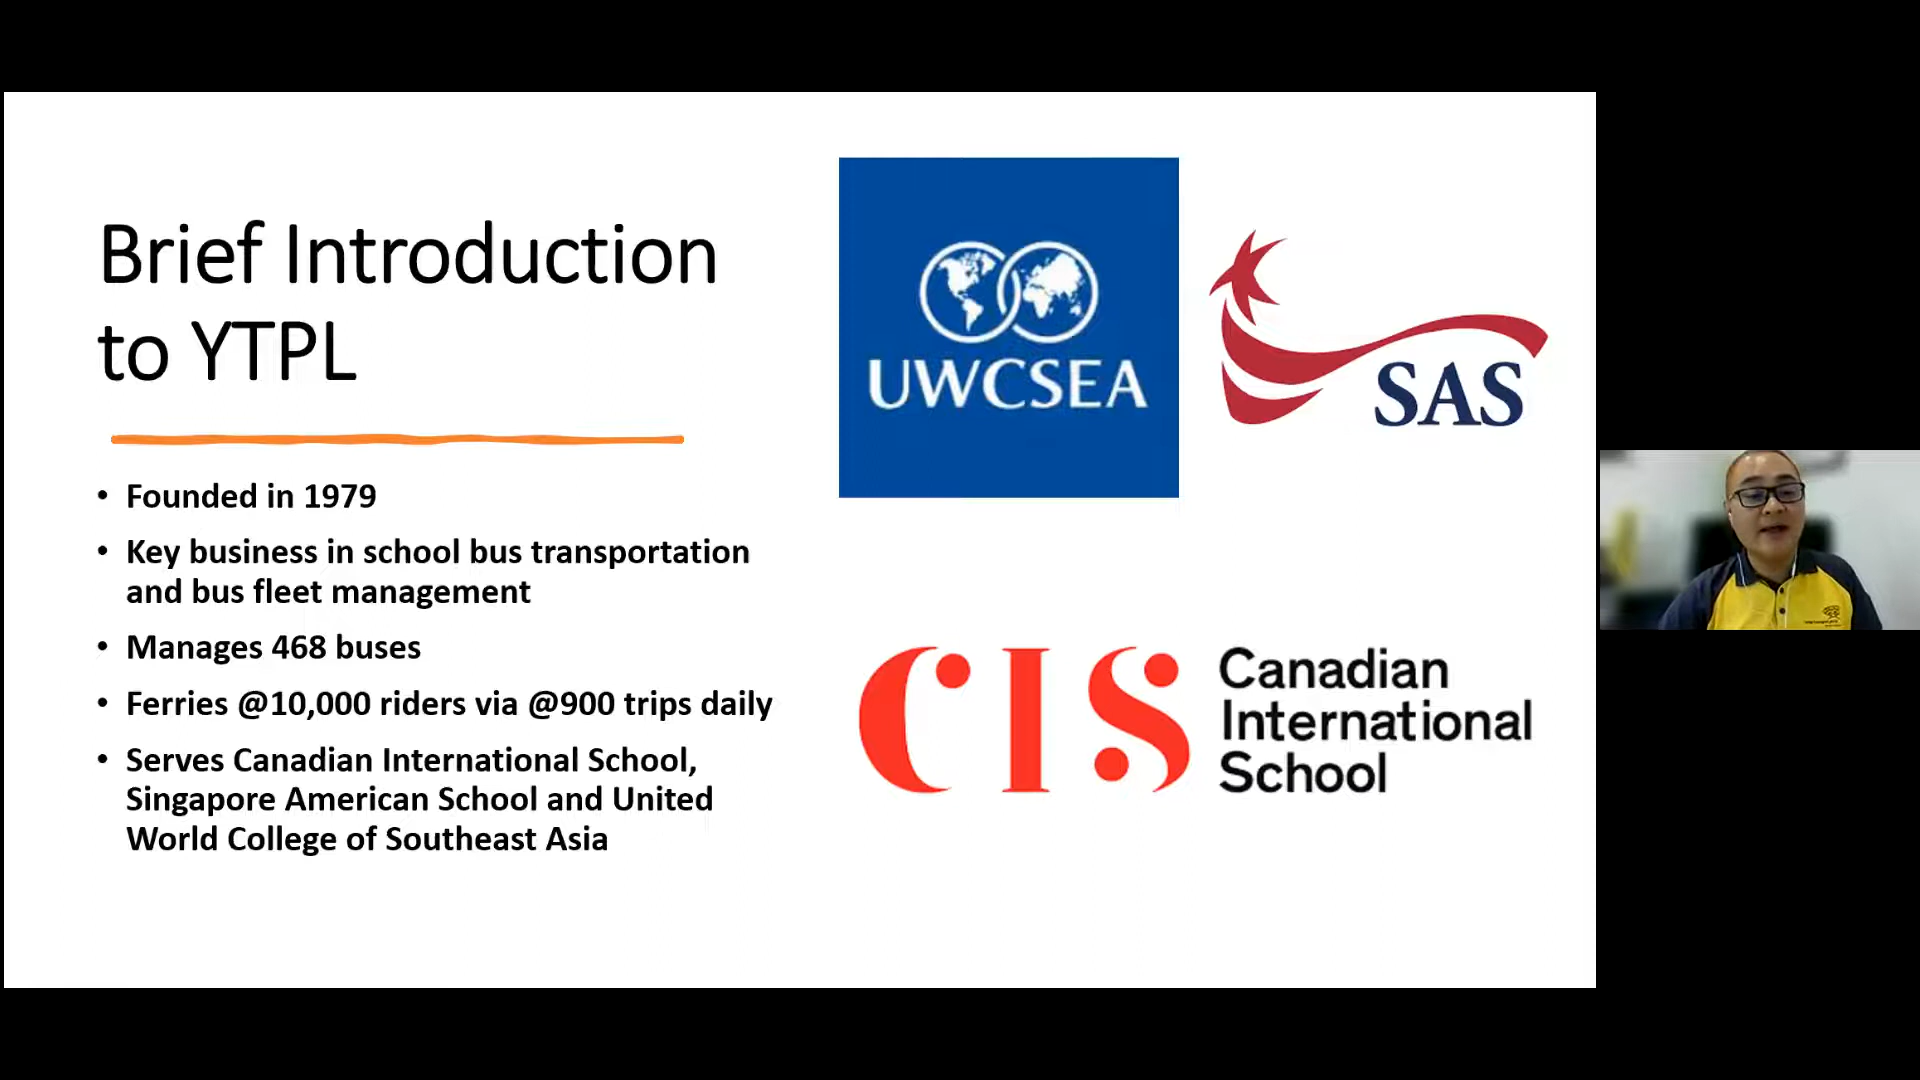 Brief Introduction
to YTPL
• Founded in 1979
• Key business in school bus transportation
and bus fleet management
• Manages 468 buses
• Ferries @10,000 riders via @900 trips daily
• Serves Canadian International School,
Singapore American School and United
World College of Southeast Asia
UWCSEA
SAS
CIS
Canadian
International
School